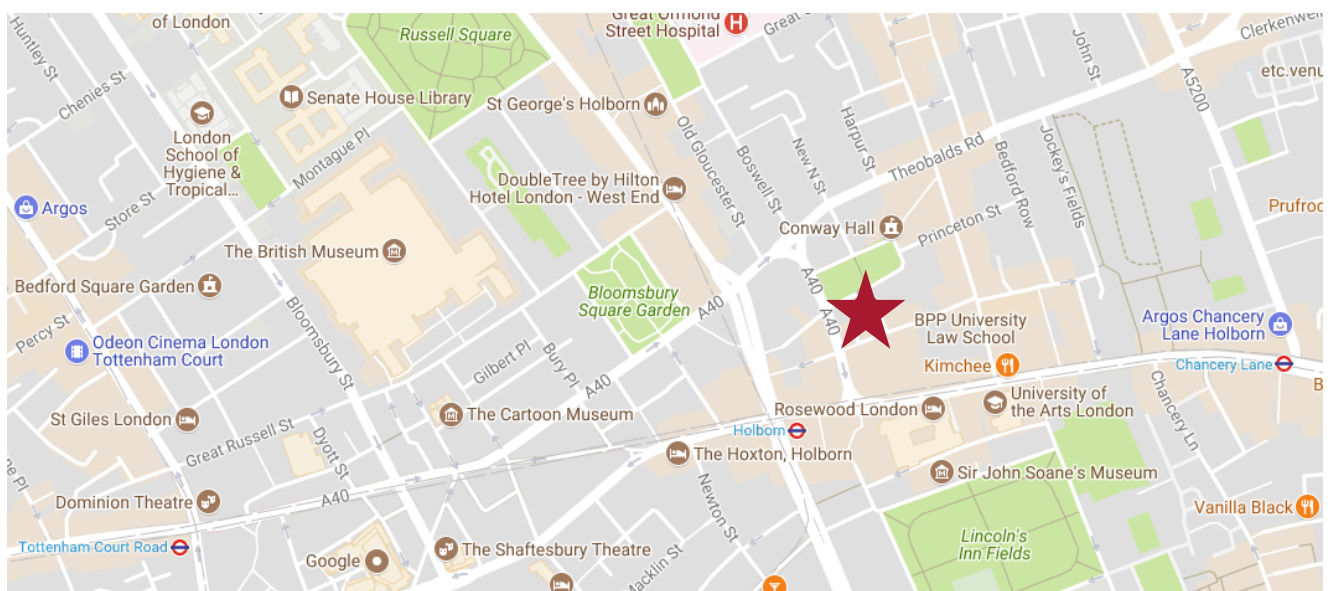 of London
Huntley St
Chenies St
Russell Square
Great Ormond
Street Hospital
H
Great
Clerkenwell
John St
A5200
etc.venu
Senate House Library
St George's Holborn
London
School of
Hygiene &
Tropical...
Montague Pl
Old Gloucester St
Boswell St
New N St
Harpur St
Theobalds Rd
Bedford Row
Jockey's Fields
DoubleTree by Hilton
Hotel London - West End
Argos
Store St
Conway Hall
Princeton St
Prufroc
The British Museum
Bedford Square Garden
Bloomsbury
Square Garden
A40
A40
A40
Percy St
Odeon Cinema London
Tottenham Court
Bloomsbury St
BPP University
Law School
Argos Chancery
Lane Holborn
Gilbert Pl
Bury Pl
A40
Kimchee
Chancery Lane
B
St Giles London
The Cartoon Museum
Rosewood London
University of
the Arts London
Chancery Ln
Holborn
Great Russell St
Dyott St
The Hoxton, Holborn
Sir John Soane's Museum
ne Pl
Dominion Theatre
A40
Newton St
Vanilla Black
Tottenham Court Road
Google
The Shaftesbury Theatre
Macklin St
Lincoln's
Inn Fields